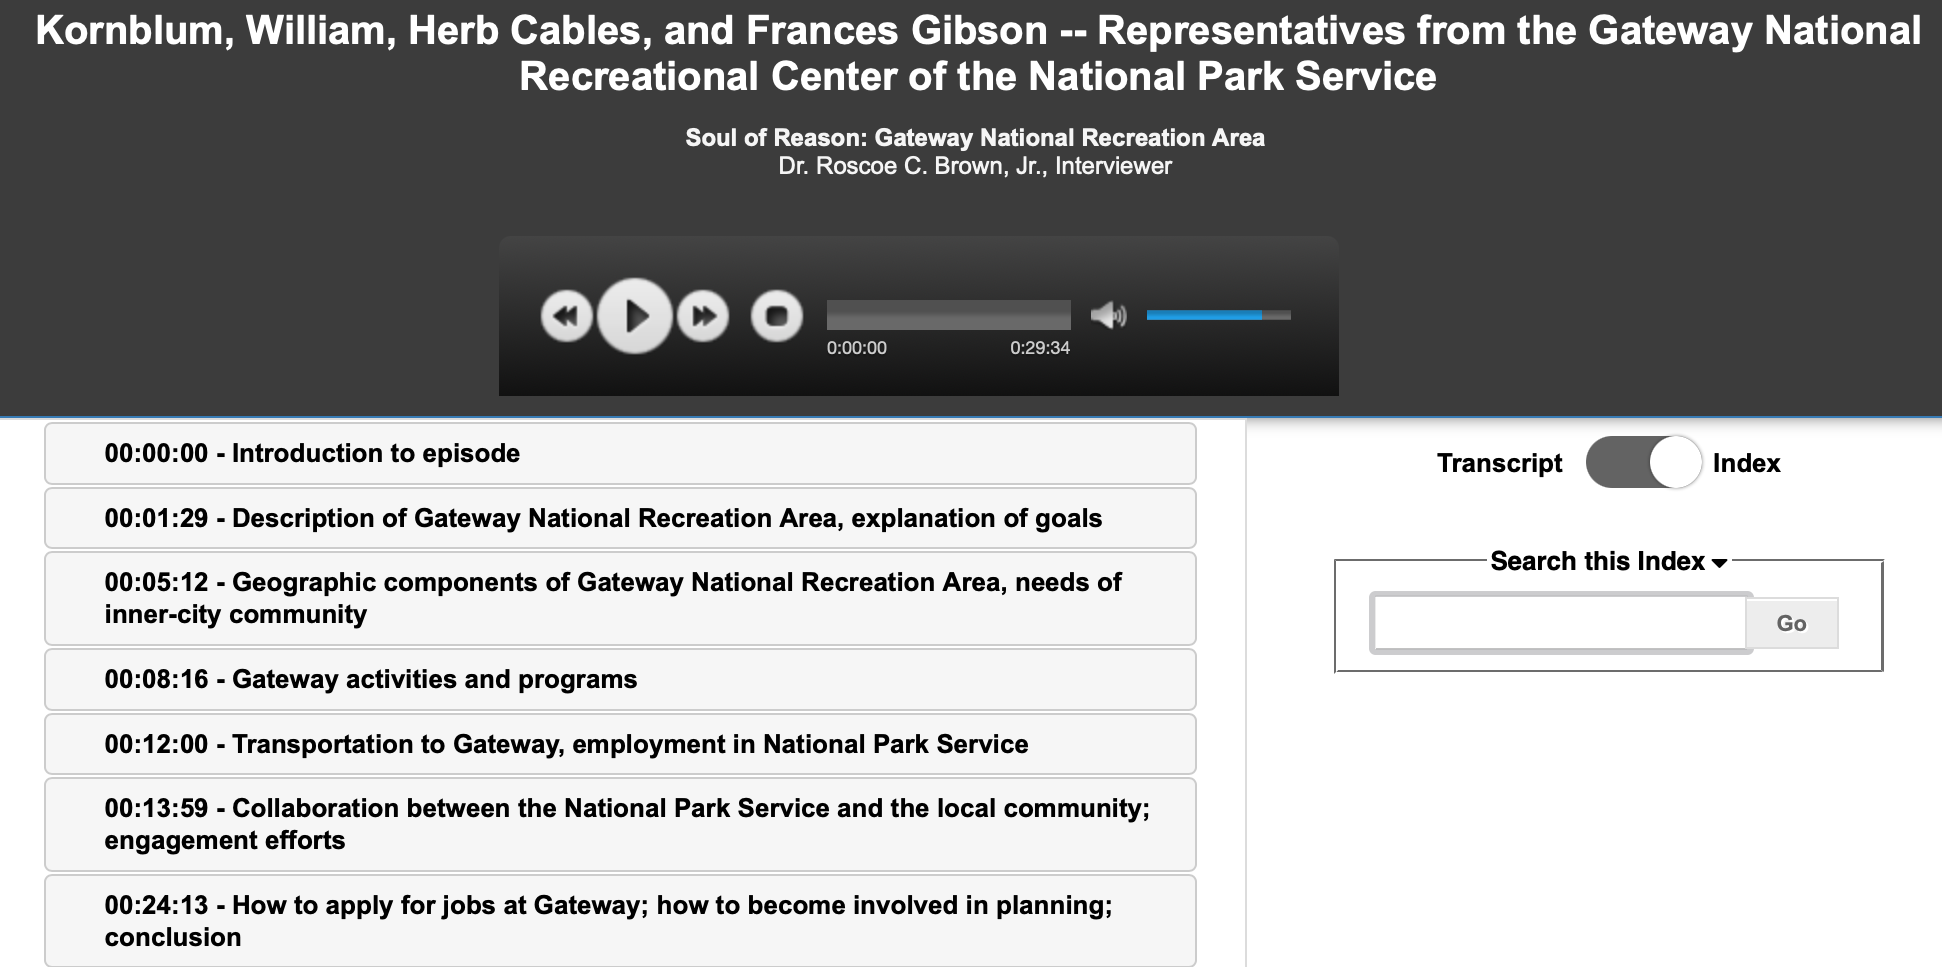 Kornblum, William, Herb Cables, and Frances Gibson -- Representatives from the Gateway National
Recreational Center of the National Park Service
Soul of Reason: Gateway National Recreation Area
Dr. Roscoe C. Brown, Jr., Interviewer
0:00:00
0:29:34
00:00:00 - Introduction to episode
00:01:29 - Description of Gateway National Recreation Area, explanation of goals
00:05:12 - Geographic components of Gateway National Recreation Area, needs of
inner-city community
00:08:16 - Gateway activities and programs
00:12:00 - Transportation to Gateway, employment in National Park Service
00:13:59 - Collaboration between the National Park Service and the local community;
engagement efforts
00:24:13 - How to apply for jobs at Gateway; how to become involved in planning;
conclusion
Transcript
Index
Search this Index
Go